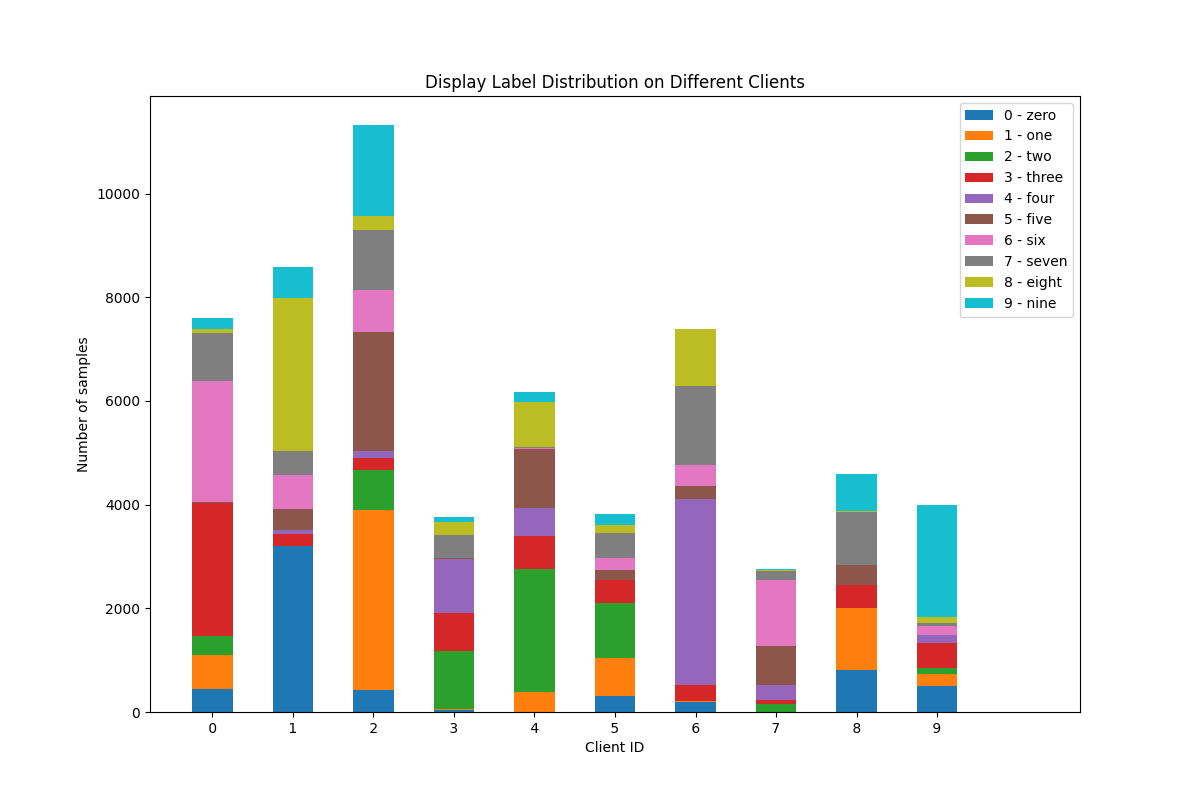 Display Label Distribution on Different Clients
Number of samples
10000
8000
6000
4000
2000
0
0 - zero
1 - one
2 - two
3 - three
4 - four
5 - five
6 - six
7 - seven
8 - eight
9 - nine
0 1 2 3 4 5 6 7 8 9
Client ID